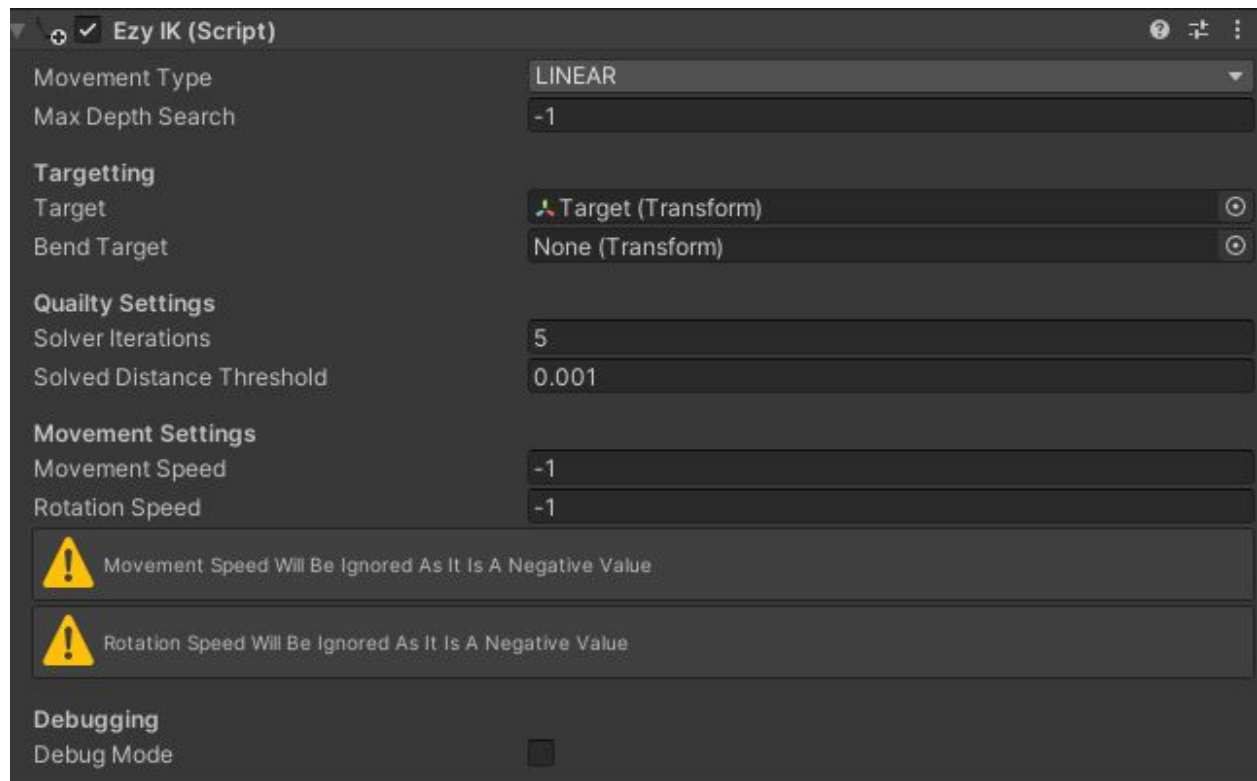 Ezy IK (Script)
Movement Type LINEAR
Max Depth Search -1
Targetting
Target Target (Transform)
Bend Target None (Transform)
Quailty Settings
Solver Iterations 5
Solved Distance Threshold 0.001
Movement Settings
Movement Speed -1
Rotation Speed -1
Movement Speed Will Be Ignored As It Is A Negative Value
Rotation Speed Will Be Ignored As It Is A Negative Value
Debugging
Debug Mode